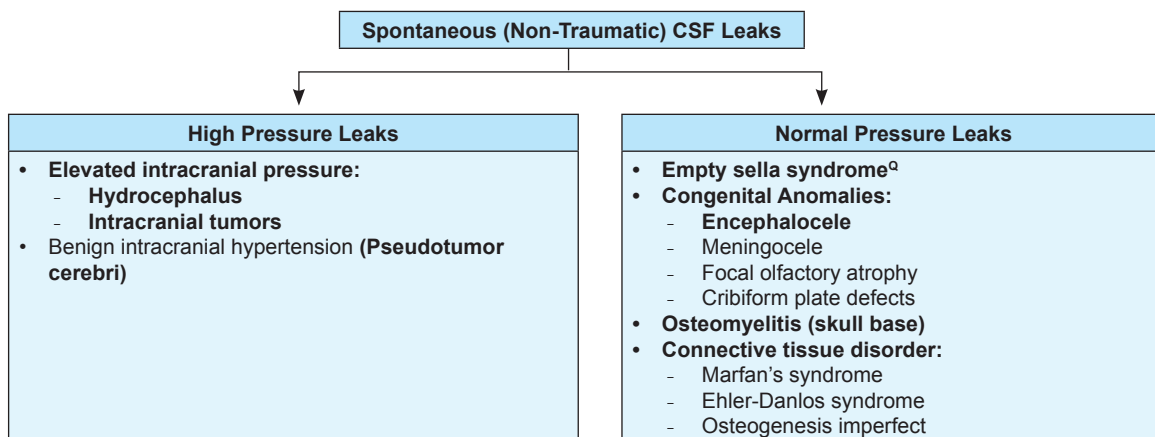 Spontaneous (Non-Traumatic) CSF Leaks
High Pressure Leaks
• Elevated intracranial pressure:
- Hydrocephalus
- Intracranial tumors
• Benign intracranial hypertension (Pseudotumor
cerebri)
Normal Pressure Leaks
• Empty sella syndromeQ
• Congenital Anomalies:
- Encephalocele
- Meningocele
- Focal olfactory atrophy
- Cribiform plate defects
• Osteomyelitis (skull base)
• Connective tissue disorder:
- Marfan's syndrome
- Ehler-Danlos syndrome
- Osteogenesis imperfect